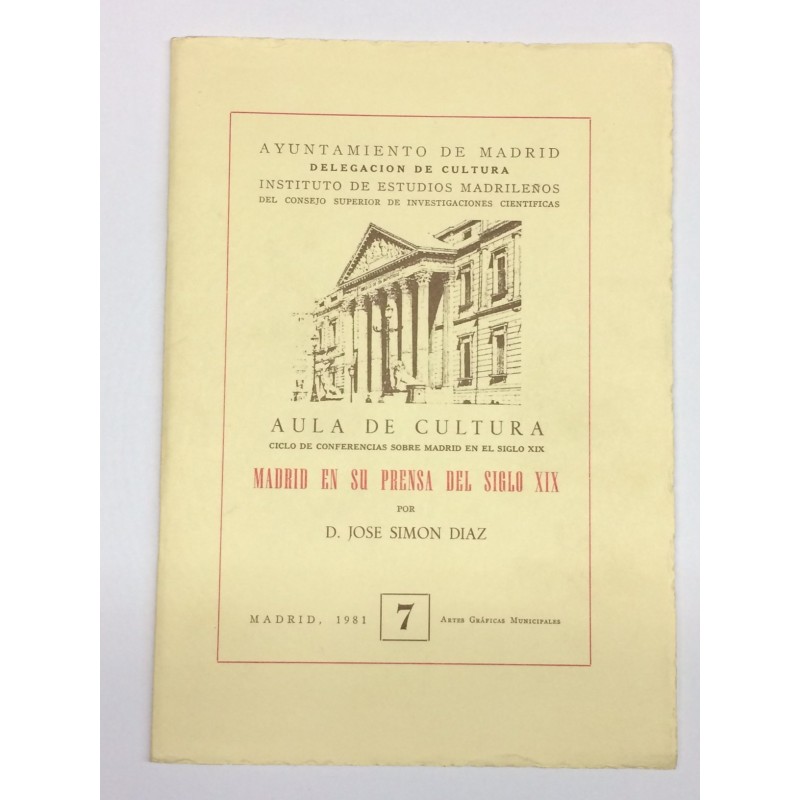 AYUNTAMIENTO DE MADRID
DELEGACION DE CULTURA
INSTITUTO DE ESTUDIOS MADRILEÑOS
DEL CONSEJO SUPERIOR DE INVESTIGACIONES CIENTIFICAS
AULA DE CULTURA
CICLO DE CONFERENCIAS SOBRE MADRID EN EL SIGLO XIX
MADRID EN SU PRENSA DEL SIGLO XIX
POR
D. JOSE SIMON DIAZ
MADRID, 1981 7 ARTES GRÁFICAS MUNICIPALES